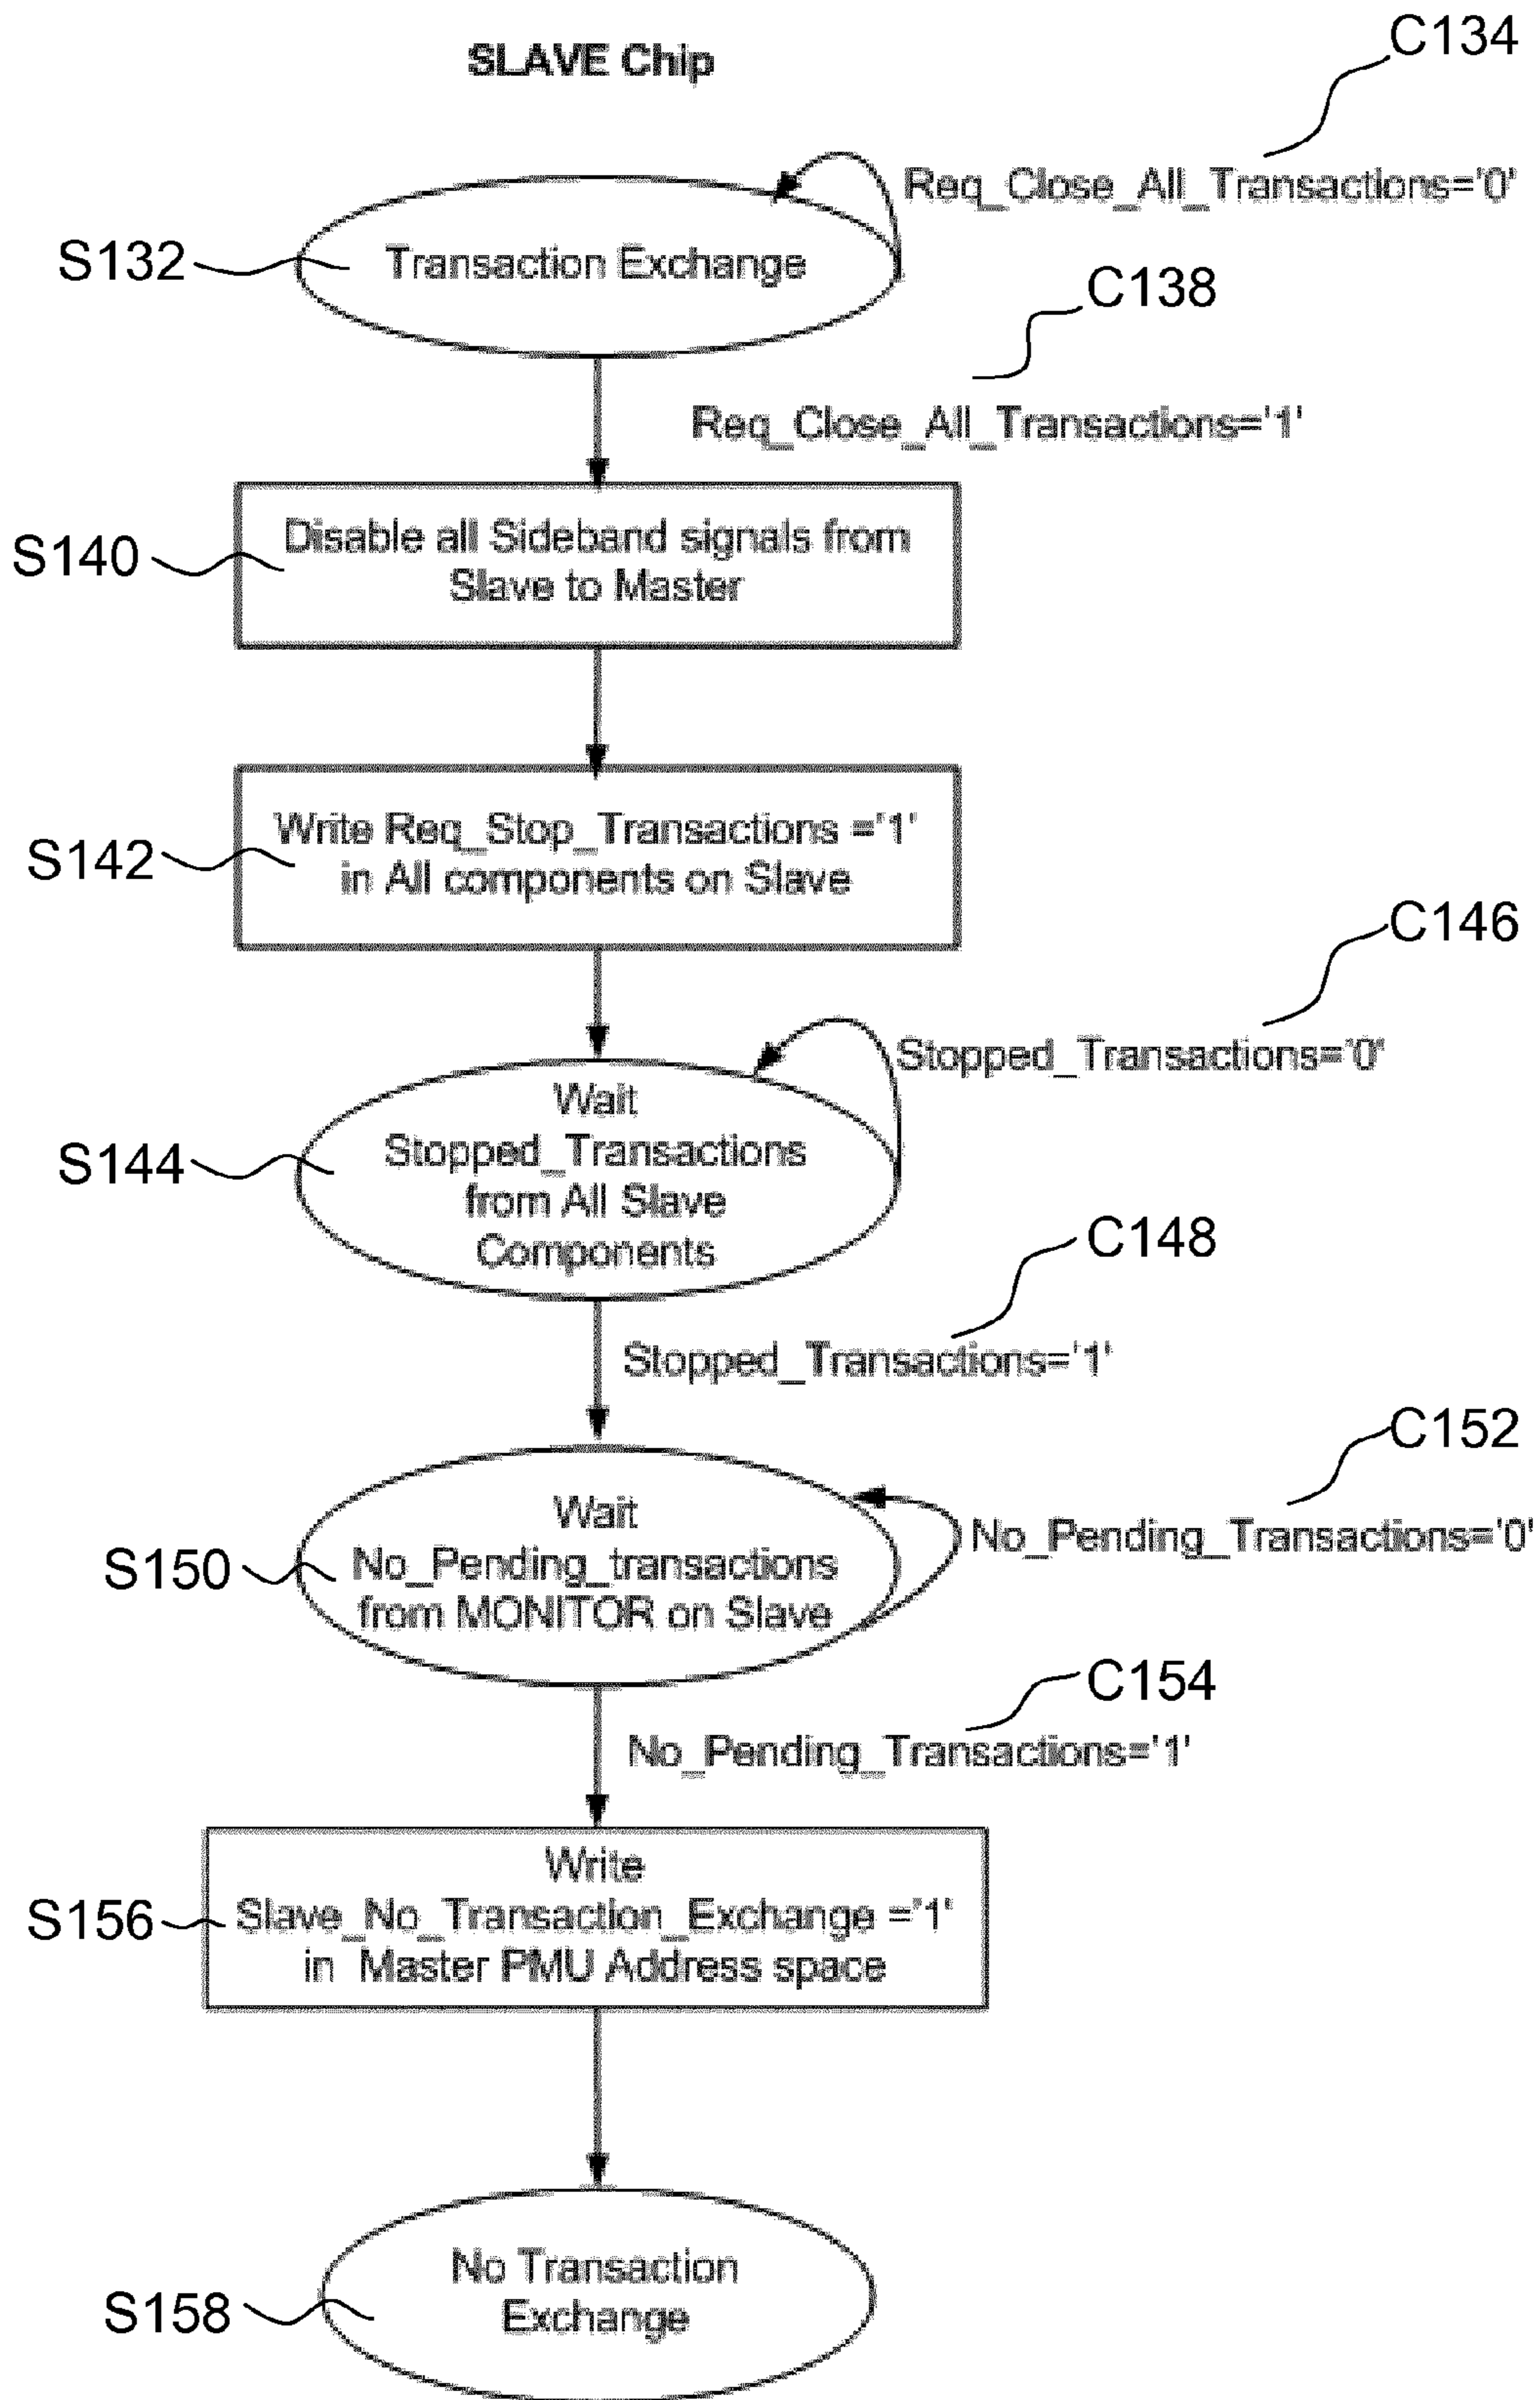 C134
SLAVE Chip
Req_Close_All_Transactions='0'
S132
Transaction Exchange
C138
Req_Close_All_Transactions='1'
S140
Disable all Sideband signals from
Slave to Master
S142
Write Req_Stop_Transactions ='1'
in All components on Slave
C146
Stopped_Transactions='0'
S144
Wait
Stopped_Transactions
from All Slave
Components
C148
Stopped_Transactions='1'
C152
No_Pending_Transactions='0'
S150
Wait
No_Pending_transactions
from MONITOR on Slave
C154
No_Pending_Transactions='1'
S156
Write
Slave_No_Transaction_Exchange ='1'
in Master PMU Address space
S158
No Transaction
Exchange